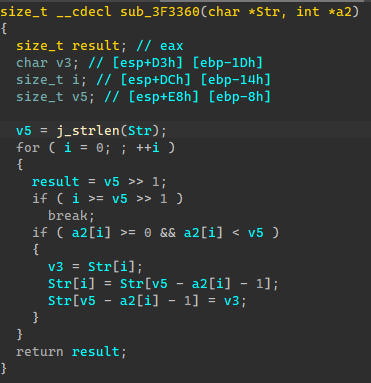 size_t __cdecl sub_3F3360(char *Str, int *a2)
{
  size_t result; // eax
  char v3; // [esp+D3h] [ebp-1Dh]
  size_t i; // [esp+DCh] [ebp-14h]
  size_t v5; // [esp+E8h] [ebp-8h]

  v5 = j_strlen(Str);
  for ( i = 0; ; ++i )
  {
    result = v5 >> 1;
    if ( i >= v5 >> 1 )
      break;
    if ( a2[i] >= 0 && a2[i] < v5 )
    {
      v3 = Str[i];
      Str[i] = Str[v5 - a2[i] - 1];
      Str[v5 - a2[i] - 1] = v3;
    }
  }
  return result;
}